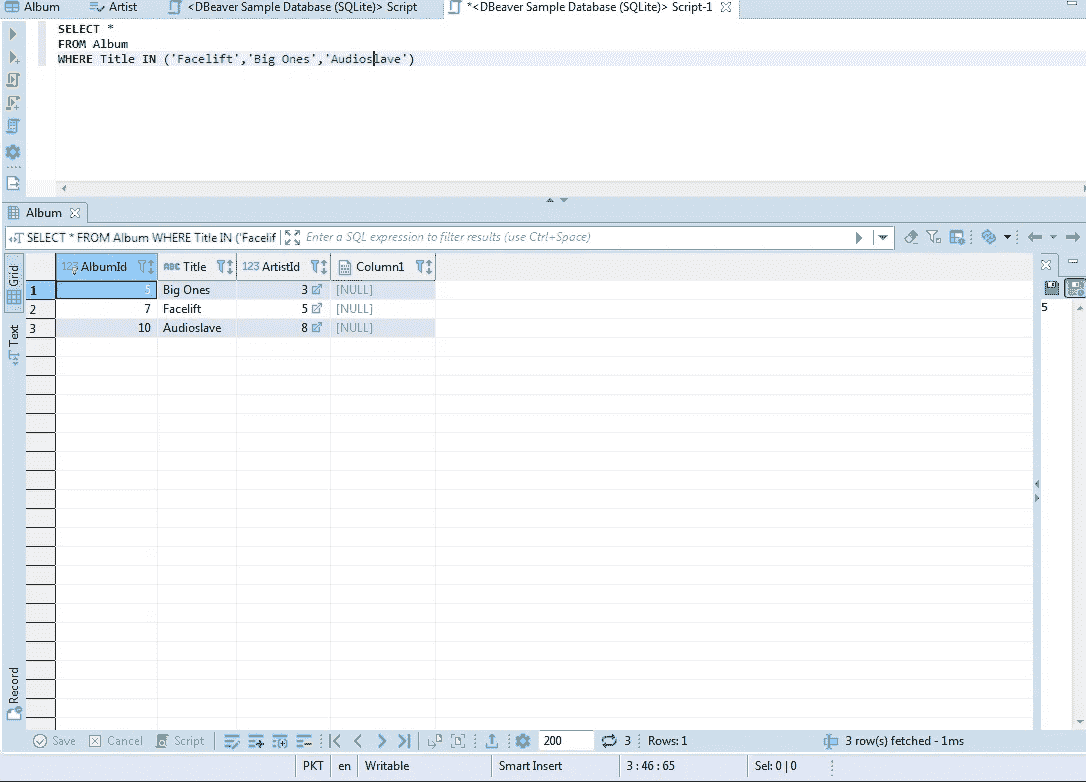 Album Artist <DBeaver Sample Database (SQLite)> Script *<DBeaver Sample Database (SQLite)> Script-1
SELECT *
FROM Album
WHERE Title IN ('Facelift','Big Ones','Audioslave')
Album
SELECT * FROM Album WHERE Title IN ('Facelif Enter a SQL expression to filter results (use Ctrl+Space)
Grid
Text
Record
123 AlbumId ABC Title 123 ArtistId Column1
1 5 Big Ones 3 [NULL]
2 7 Facelift 5 [NULL]
3 10 Audioslave 8 [NULL]
5
Save Cancel Script 200 3 Rows: 1 3 row(s) fetched - 1ms
PKT en Writable Smart Insert 3 : 46 : 65 Sel: 0 | 0